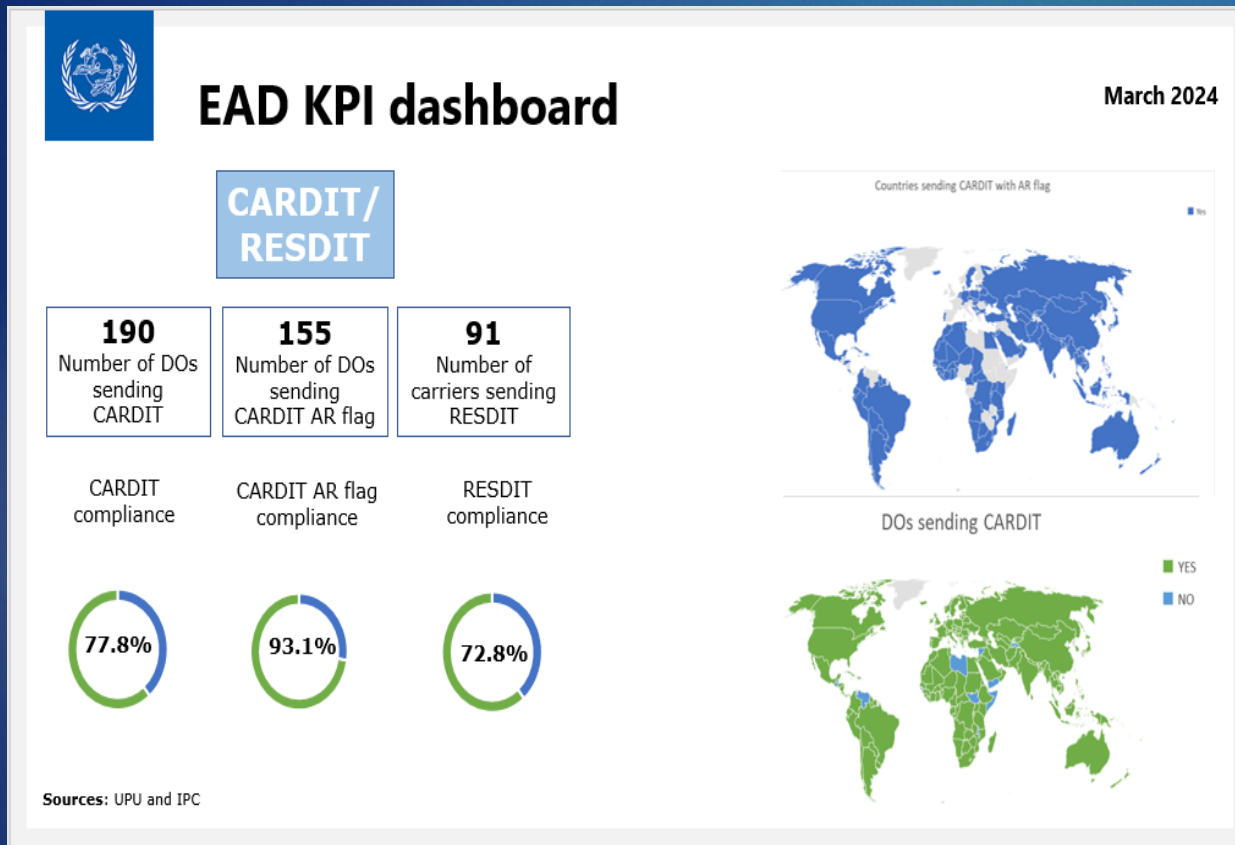 EAD KPI dashboard
March 2024
CARDIT/
RESDIT
190
Number of DOs
sending
CARDIT
155
Number of DOs
sending
CARDIT AR flag
91
Number of
carriers sending
RESDIT
CARDIT
compliance
CARDIT AR flag
compliance
RESDIT
compliance
77.8%
93.1%
72.8%
Sources: UPU and IPC
Countries sending CARDIT with AR flag
Yes
DOs sending CARDIT
YES
NO